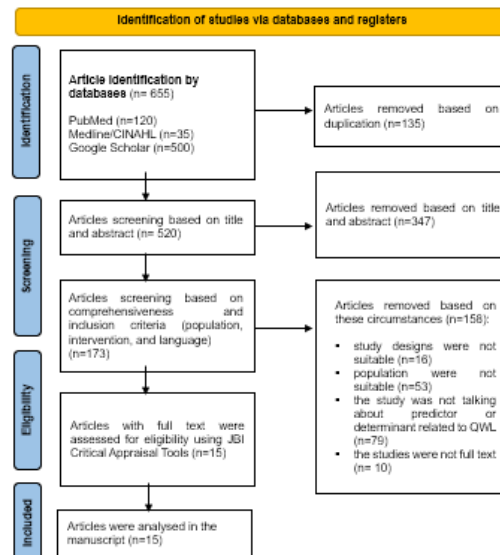 Identification of studies via databases and registers
Identification
Article identification by
databases (n= 655)
PubMed (n=120)
Medline/CINAHL (n=35)
Google Scholar (n=500)
Articles removed based on
duplication (n=135)
Screening
Articles screening based on title
and abstract (n= 520)
Articles removed based on title
and abstract (n=347)
Articles screening based on
comprehensiveness and
inclusion criteria (population,
intervention, and language)
(n=173)
Articles removed based on
these circumstances (n=158):
▪ study designs were not
suitable (n=16)
▪ population were not
suitable (n=53)
▪ the study was not talking
about predictor or
determinant related to QWL
(n=79)
▪ the studies were not full text
(n= 10)
Eligibility
Articles with full text were
assessed for eligibility using JBI
Critical Appraisal Tools (n=15)
Included
Articles were analysed in the
manuscript (n=15)